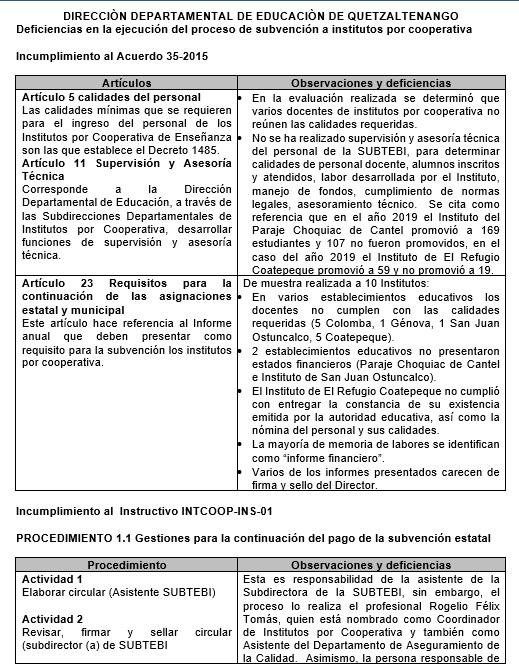 DIRECCIÒN DEPARTAMENTAL DE EDUCACIÒN DE QUETZALTENANGO
Deficiencias en la ejecución del proceso de subvención a institutos por cooperativa
Incumplimiento al Acuerdo 35-2015
Artículos
Artículo 5 calidades del personal
Las calidades mínimas que se requieren
para el ingreso del personal de los
Institutos por Cooperativa de Enseñanza
son las que establece el Decreto 1485.
Artículo 11 Supervisión y Asesoría
Técnica
Corresponde a la Dirección
Departamental de Educación, a través de
las Subdirecciones Departamentales de
Institutos por Cooperativa, desarrollar
funciones de supervisión y asesoría
técnica.
Observaciones y deficiencias
• En la evaluación realizada se determinó que
varios docentes de institutos por cooperativa no
reúnen las calidades requeridas.
• No se ha realizado supervisión y asesoría técnica
del personal de la SUBTEBI, para determinar
calidades de personal docente, alumnos inscritos
y atendidos, labor desarrollada por el Instituto,
manejo de fondos, cumplimiento de normas
legales, asesoramiento técnico. Se cita como
referencia que en el año 2019 el Instituto del
Paraje Choquiac de Cantel promovió a 169
estudiantes y 107 no fueron promovidos, en el
caso del año 2019 el Instituto de El Refugio
Coatepeque promovió a 59 y no promovió a 19.
Artículo 23 Requisitos para la
continuación de las asignaciones
estatal y municipal
Este artículo hace referencia al Informe
anual que deben presentar como
requisito para la subvención los institutos
por cooperativa.
De muestra realizada a 10 Institutos:
• En varios establecimientos educativos los
docentes no cumplen con las calidades
requeridas (5 Colomba, 1 Génova, 1 San Juan
Ostuncalco, 5 Coatepeque).
• 2 establecimientos educativos no presentaron
estados financieros (Paraje Choquiac de Cantel
e Instituto de San Juan Ostuncalco).
• El Instituto de El Refugio Coatepeque no cumplió
con entregar la constancia de su existencia
emitida por la autoridad educativa, así como la
nómina del personal y sus calidades.
• La mayoría de memoria de labores se identifican
como “informe financiero”.
• Varios de los informes presentados carecen de
firma y sello del Director.
Incumplimiento al Instructivo INTCOOP-INS-01
PROCEDIMIENTO 1.1 Gestiones para la continuación del pago de la subvención estatal
Procedimiento
Actividad 1
Elaborar circular (Asistente SUBTEBI)
Actividad 2
Revisar, firmar y sellar circular
(subdirector (a) de SUBTEBI
Observaciones y deficiencias
Esta es responsabilidad de la asistente de la
Subdirectora de la SUBTEBI, sin embargo, el
proceso lo realiza el profesional Rogelio Félix
Tomás, quien está nombrado como Coordinador
de Institutos por Cooperativa y también como
Asistente del Departamento de Aseguramiento de
la Calidad. Asimismo, la persona responsable de